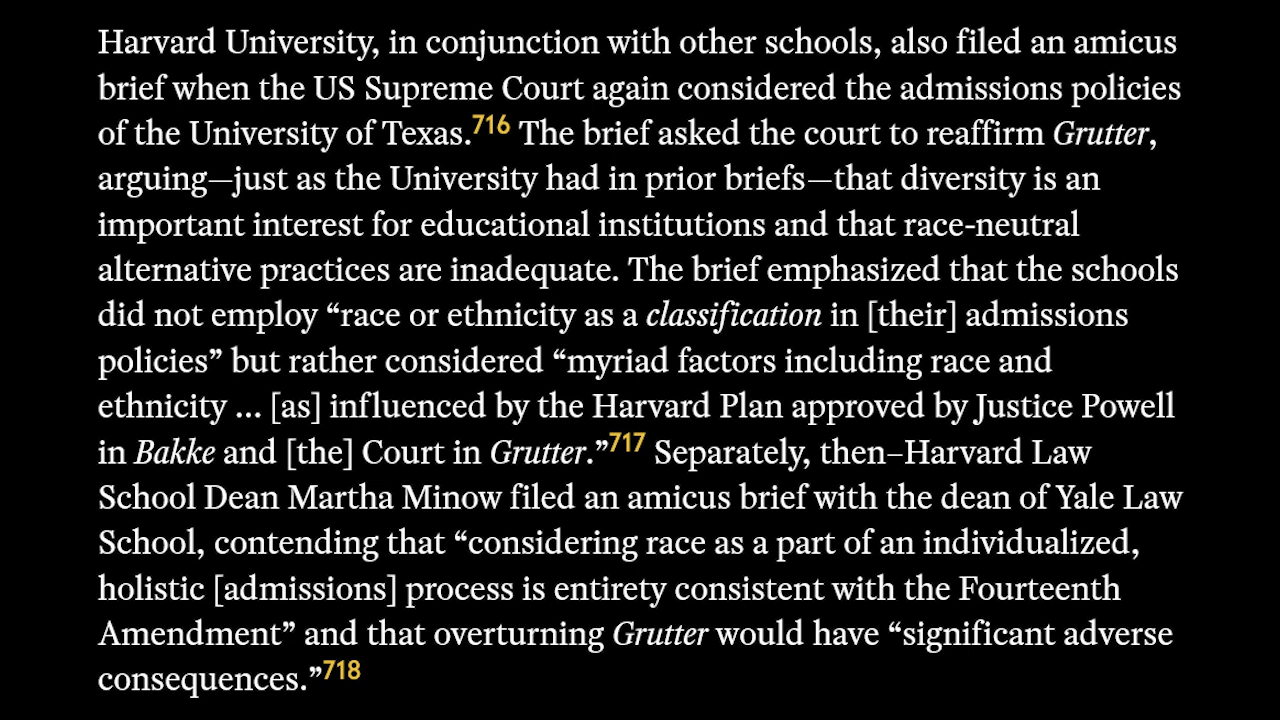 Harvard University, in conjunction with other schools, also filed an amicus
brief when the US Supreme Court again considered the admissions policies
of the University of Texas.716 The brief asked the court to reaffirm Grutter,
arguing—just as the University had in prior briefs—that diversity is an
important interest for educational institutions and that race-neutral
alternative practices are inadequate. The brief emphasized that the schools
did not employ “race or ethnicity as a classification in [their] admissions
policies” but rather considered “myriad factors including race and
ethnicity ... [as] influenced by the Harvard Plan approved by Justice Powell
in Bakke and [the] Court in Grutter.”717 Separately, then–Harvard Law
School Dean Martha Minow filed an amicus brief with the dean of Yale Law
School, contending that “considering race as a part of an individualized,
holistic [admissions] process is entirety consistent with the Fourteenth
Amendment” and that overturning Grutter would have “significant adverse
consequences.”718